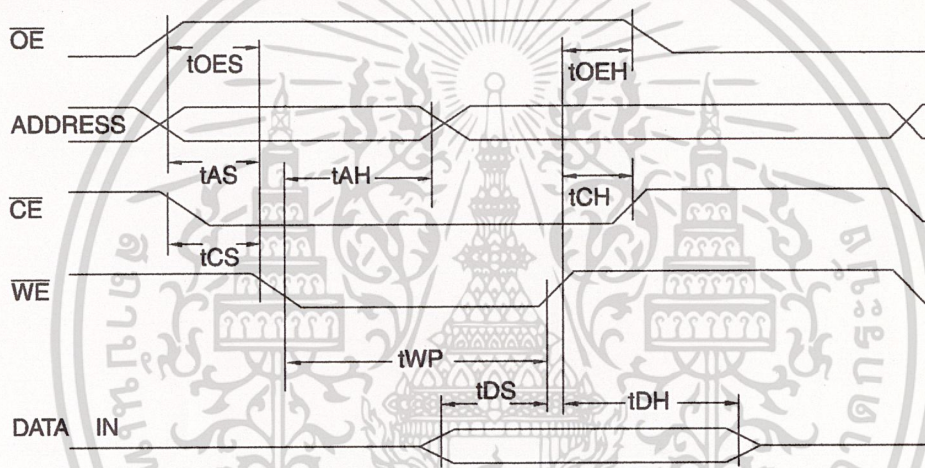 OE
tOES
tOEH
ADDRESS
tAS
tAH
tCH
CE
tCS
WE
tWP
tDS
tDH
DATA IN